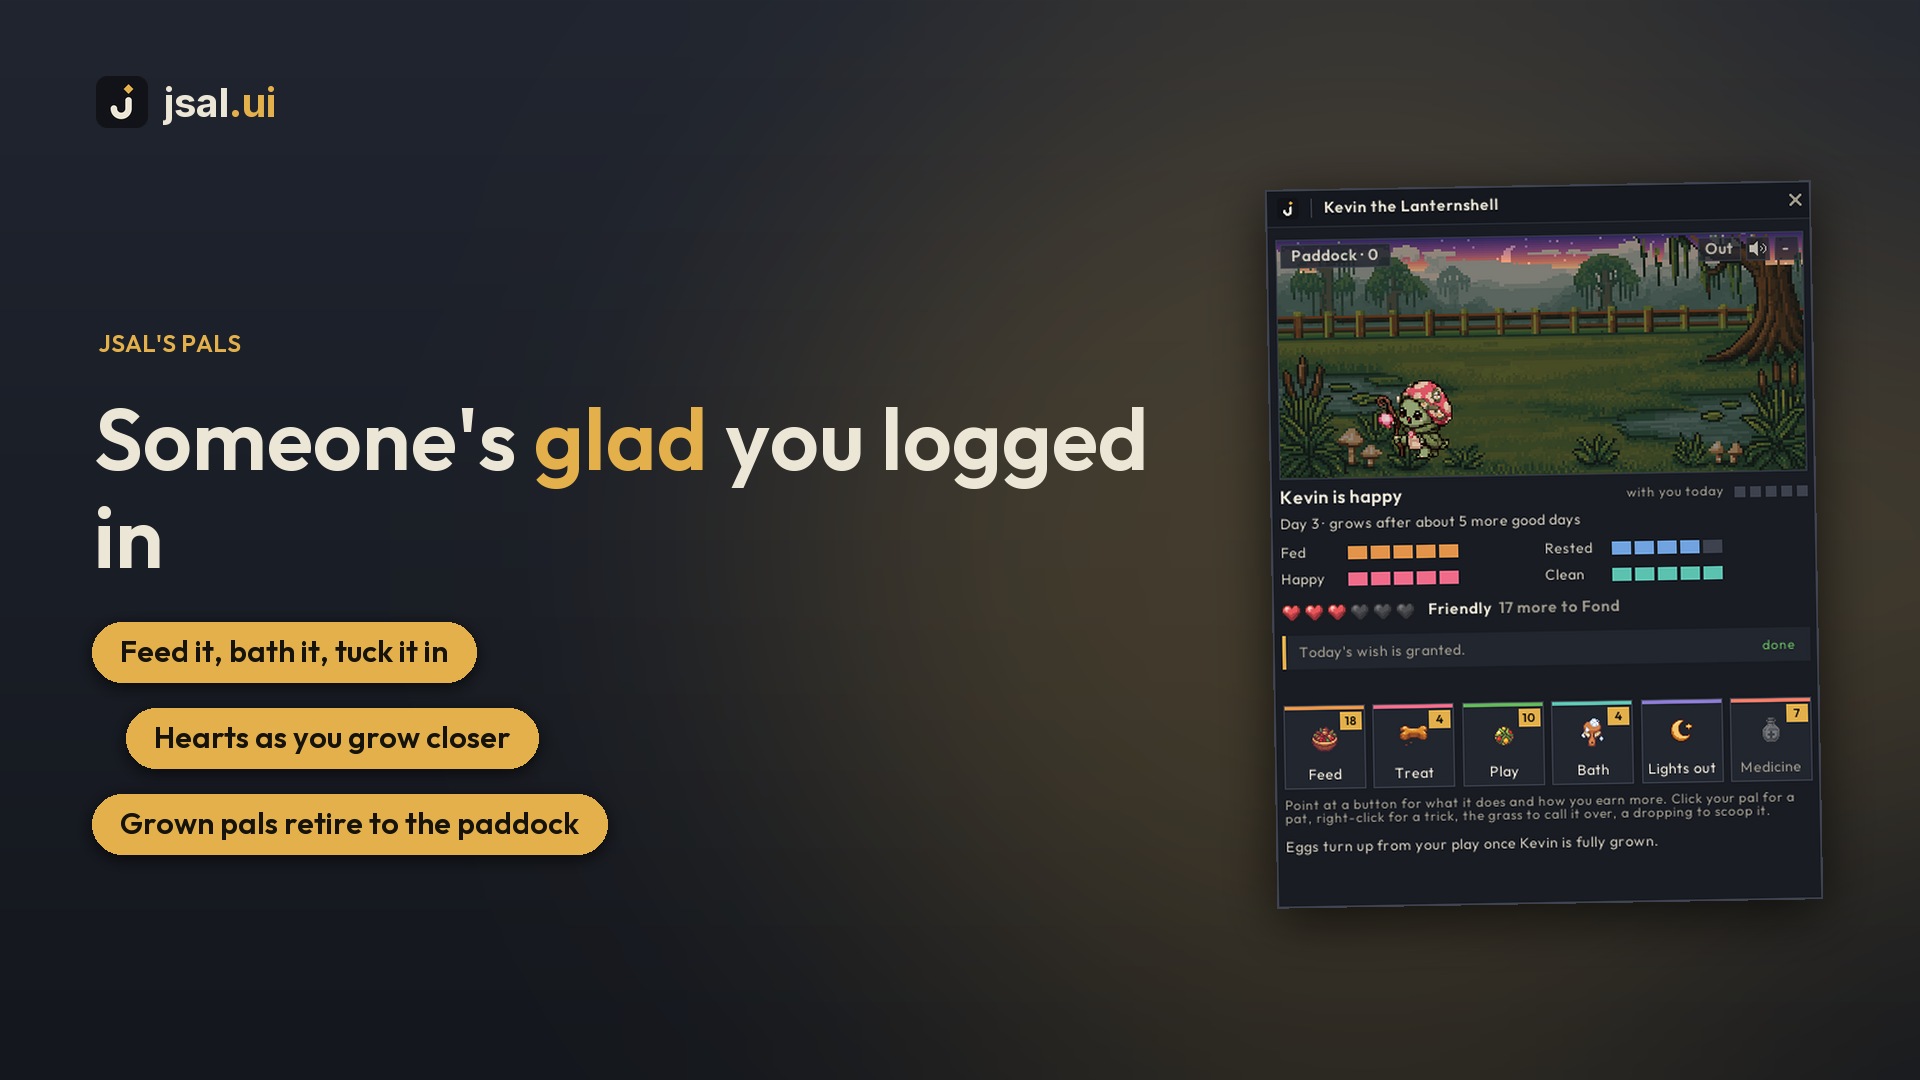 jsal.ui
JSAL'S PALS
Someone's glad you logged
in
Feed it, bath it, tuck it in
Hearts as you grow closer
Grown pals retire to the paddock
Kevin the Lanternshell
Paddock · 0
Out
-
Kevin is happy
with you today
Day 3 · grows after about 5 more good days
Fed
Rested
Happy
Clean
Friendly 17 more to Fond
Today's wish is granted.
done
18
4
10
4
7
Feed
Treat
Play
Bath
Lights out
Medicine
Point at a button for what it does and how you earn more. Click your pal for a
pat, right-click for a trick, the grass to call it over, a dropping to scoop it.
Eggs turn up from your play once Kevin is fully grown.